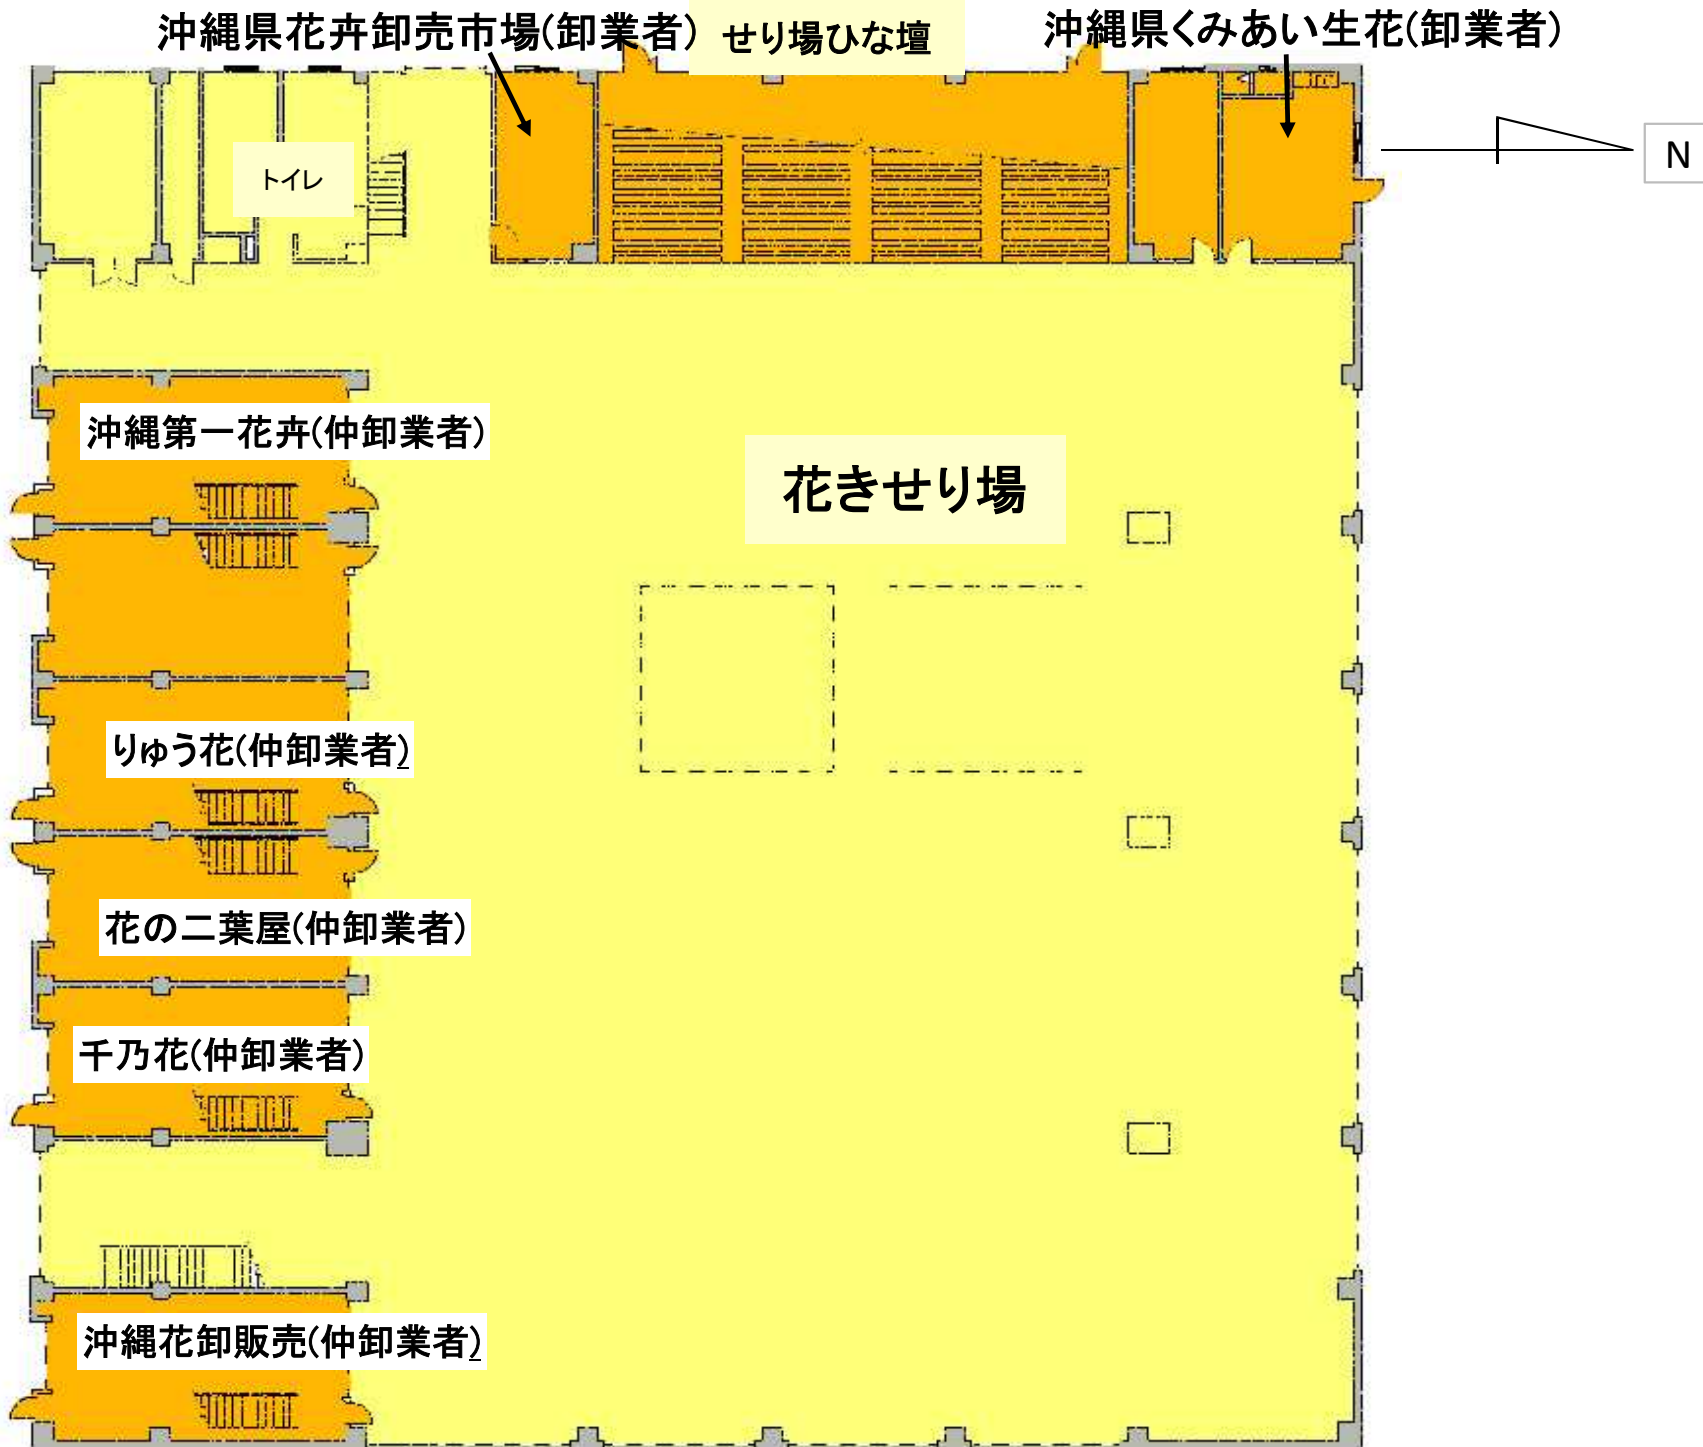 沖縄県花卉卸売市場(卸業者)
せり場ひな壇
沖縄県くみあい生花(卸業者)
N
トイレ
沖縄第一花卉(仲卸業者)
花きせり場
りゅう花(仲卸業者)
花の二葉屋(仲卸業者)
千乃花(仲卸業者)
沖縄花卸販売(仲卸業者)